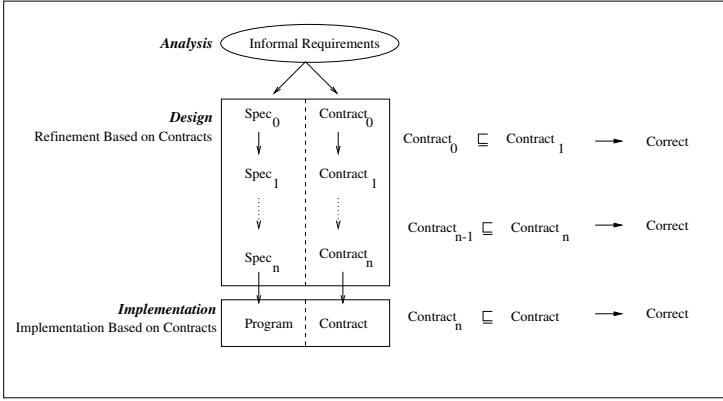 Analysis Informal Requirements
Design
Refinement Based on Contracts
Spec0 Contract0
Contract0 ⊑ Contract1 Correct
Spec1 Contract1
Contractn-1 ⊑ Contractn Correct
Specn Contractn
Implementation
Implementation Based on Contracts
Program Contract
Contractn ⊑ Contract Correct